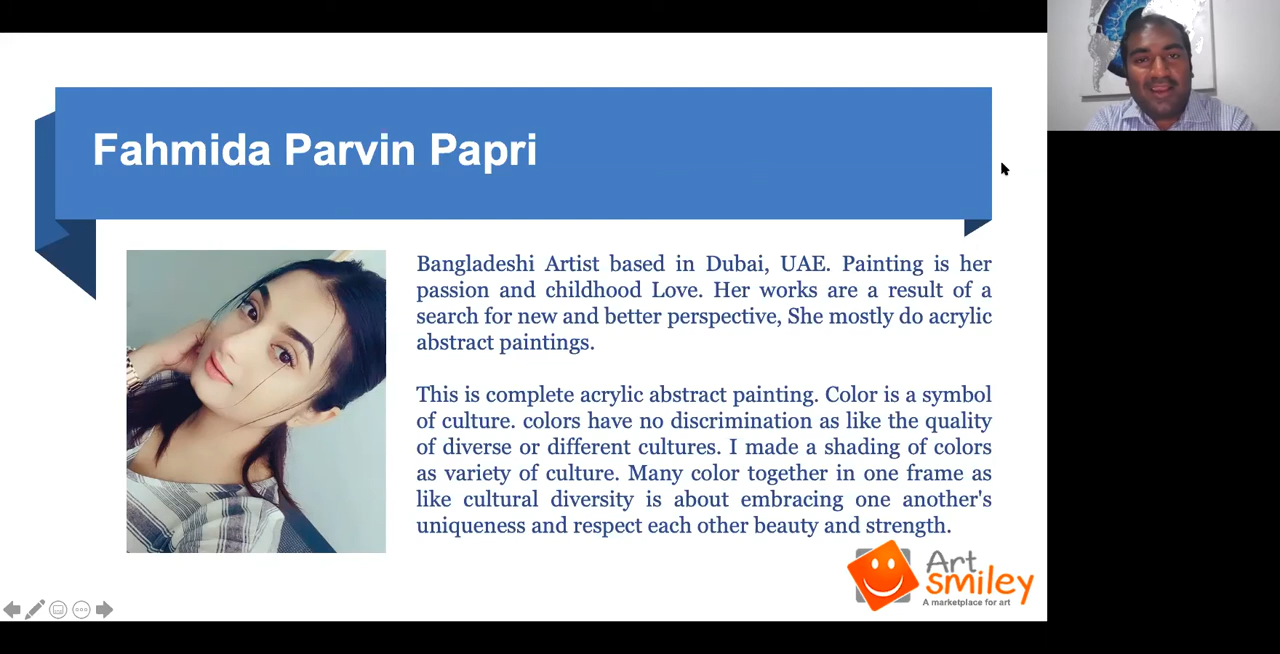 Fahmida Parvin Papri
Bangladeshi Artist based in Dubai, UAE. Painting is her
passion and childhood Love. Her works are a result of a
search for new and better perspective, She mostly do acrylic
abstract paintings.
This is complete acrylic abstract painting. Color is a symbol
of culture. colors have no discrimination as like the quality
of diverse or different cultures. I made a shading of colors
as variety of culture. Many color together in one frame as
like cultural diversity is about embracing one another's
uniqueness and respect each other beauty and strength.
Art
smiley
A marketplace for art